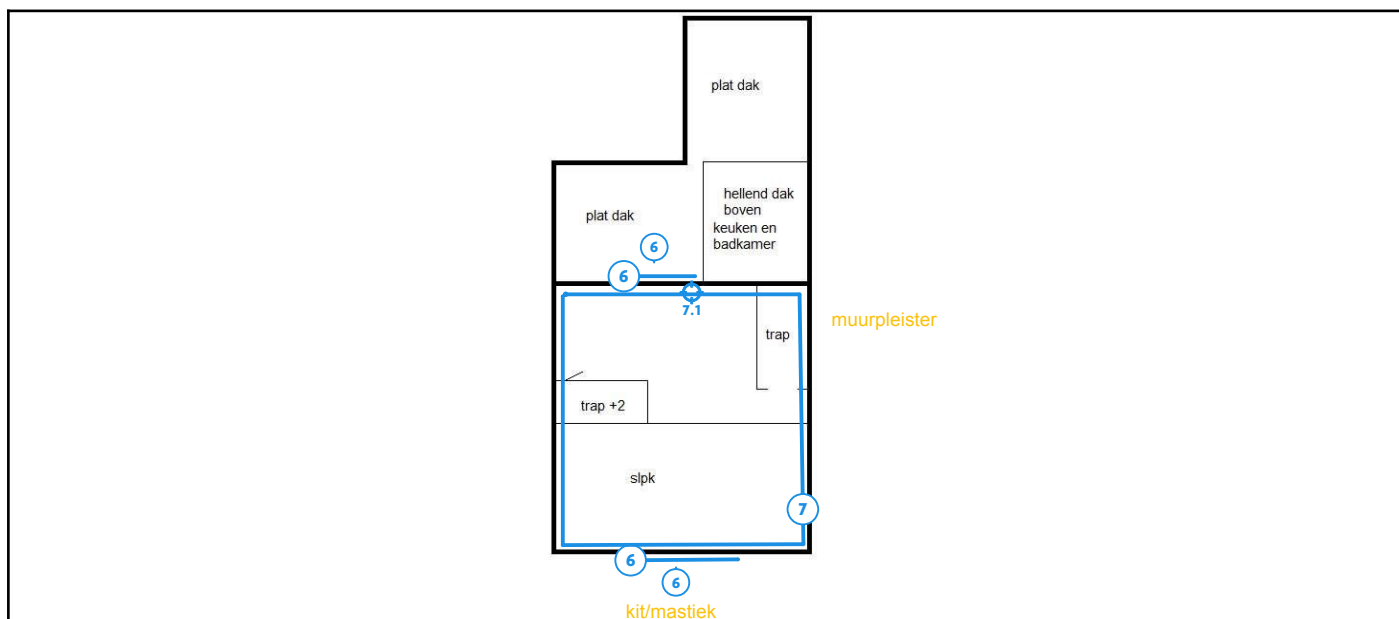 plat dak
hellend dak
boven
keuken en
badkamer
plat dak
6
6
7.1
muurpleister
trap
trap +2
slpk
7
6
6
kit/mastiek